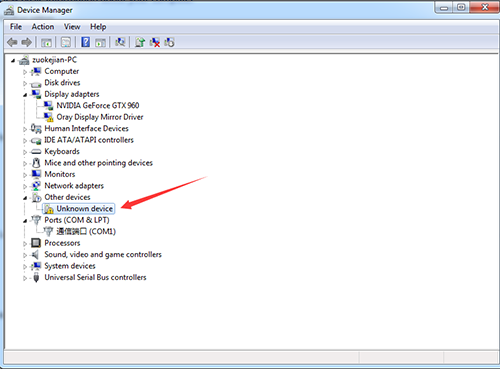 Device Manager
File Action View Help
zuokejian-PC
Computer
Disk drives
Display adapters
NVIDIA GeForce GTX 960
Oray Display Mirror Driver
Human Interface Devices
IDE ATA/ATAPI controllers
Keyboards
Mice and other pointing devices
Monitors
Network adapters
Other devices
Unknown device
Ports (COM & LPT)
通信端口 (COM1)
Processors
Sound, video and game controllers
System devices
Universal Serial Bus controllers